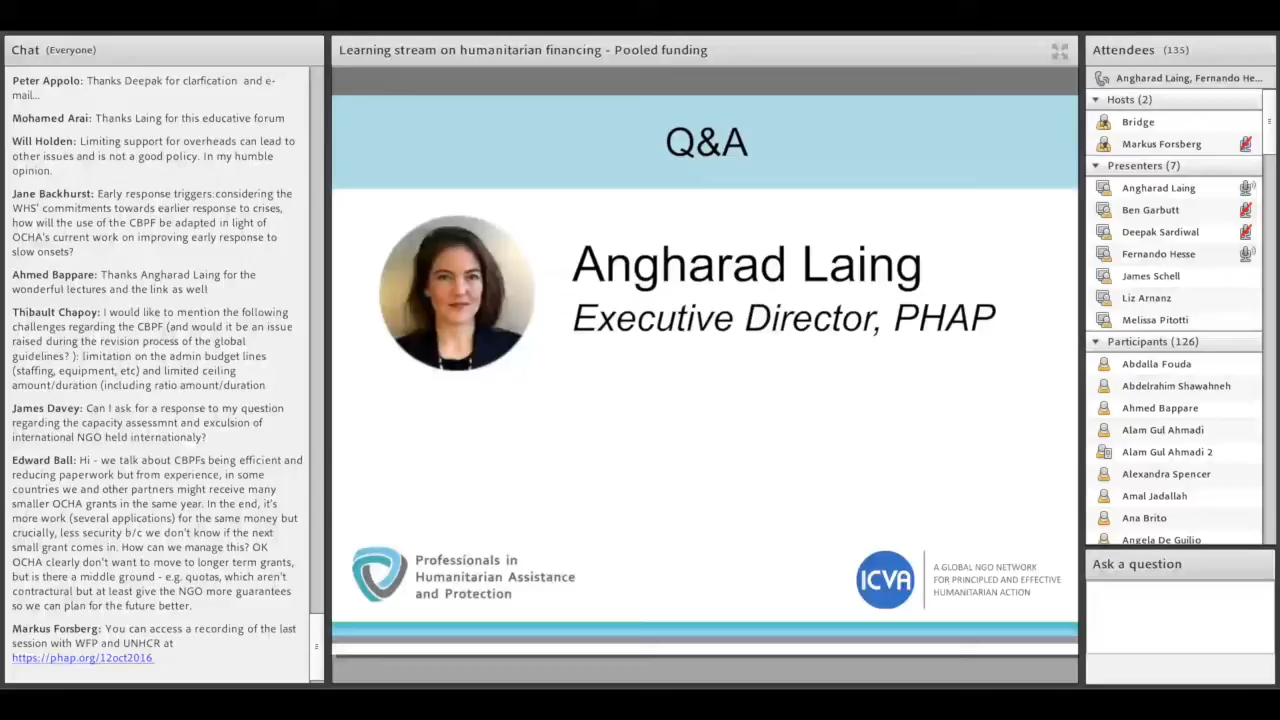 Chat (Everyone)
Peter Appolo: Thanks Deepak for clarfication and e-
mail...
Mohamed Arai: Thanks Laing for this educative forum
Will Holden: Limiting support for overheads can lead to
other issues and is not a good policy. In my humble
opinion.
Jane Backhurst: Early response triggers:considering the
WHS' commitments towards earlier response to crises,
how will the use of the CBPF be adapted in light of
OCHA's current work on improving early response to
slow onsets?
Ahmed Bappare: Thanks Angharad Laing for the
wonderful lectures and the link as well
Thibault Chapoy: I would like to mention the following
challenges regarding the CBPF (and would it be an issue
raised during the revision process of the global
guidelines? ): limitation on the admin budget lines
(staffing, equipment, etc) and limited ceiling
amount/duration (including ratio amount/duration
James Davey: Can I ask for a response to my question
regarding the capacity assessmnt and exculsion of
international NGO held internationaly?
Edward Ball: Hi - we talk about CBPFs being efficient and
reducing paperwork but from experience, in some
countries we and other partners might receive many
smaller OCHA grants in the same year. In the end, it's
more work (several applications) for the same money but
crucially, less security b/c we don't know if the next
small grant comes in. How can we manage this? OK
OCHA clearly don't want to move to longer term grants,
but is there a middle ground - e.g. quotas, which aren't
contractural but at least give the NGO more guarantees
so we can plan for the future better.
Markus Forsberg: You can access a recording of the last
session with WFP and UNHCR at
https://phap.org/12oct2016
Learning stream on humanitarian financing - Pooled funding
Q&A
Angharad Laing
Executive Director, PHAP
Professionals in
Humanitarian Assistance
and Protection
ICVA
A GLOBAL NGO NETWORK
FOR PRINCIPLED AND EFFECTIVE
HUMANITARIAN ACTION
Attendees (135)
Angharad Laing, Fernando He...
Hosts (2)
Bridge
Markus Forsberg
Presenters (7)
Angharad Laing
Ben Garbutt
Deepak Sardiwal
Fernando Hesse
James Schell
Liz Arnanz
Melissa Pitotti
Participants (126)
Abdalla Fouda
Abdelrahim Shawahneh
Ahmed Bappare
Alam Gul Ahmadi
Alam Gul Ahmadi 2
Alexandra Spencer
Amal Jadallah
Ana Brito
Angela De Guilio
Ask a question